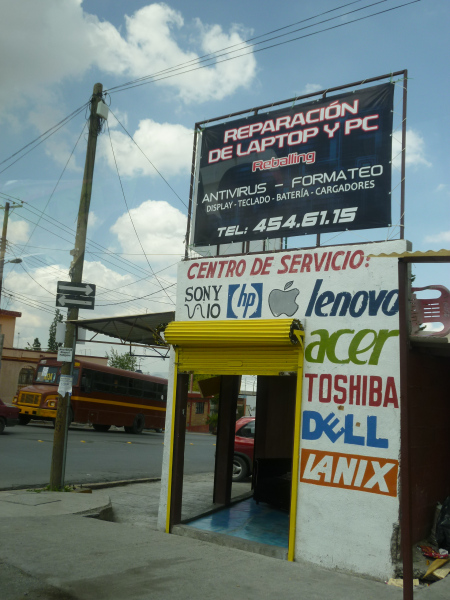 REPARACIÓN
DE LAPTOP Y PC
Reballing
ANTIVIRUS - FORMATEO
DISPLAY - TECLADO - BATERÍA - CARGADORES
TEL: 454.61.15
CENTRO DE SERVICIO:
SONY hp lenovo
VAIO
acer
TOSHIBA
DELL
LANIX